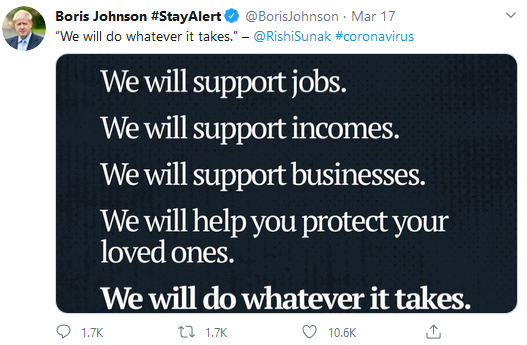 Boris Johnson #StayAlert @BorisJohnson · Mar 17
“We will do whatever it takes.” – @RishiSunak #coronavirus
We will support jobs.
We will support incomes.
We will support businesses.
We will help you protect your
loved ones.
We will do whatever it takes.
1.7K 1.7K 10.6K